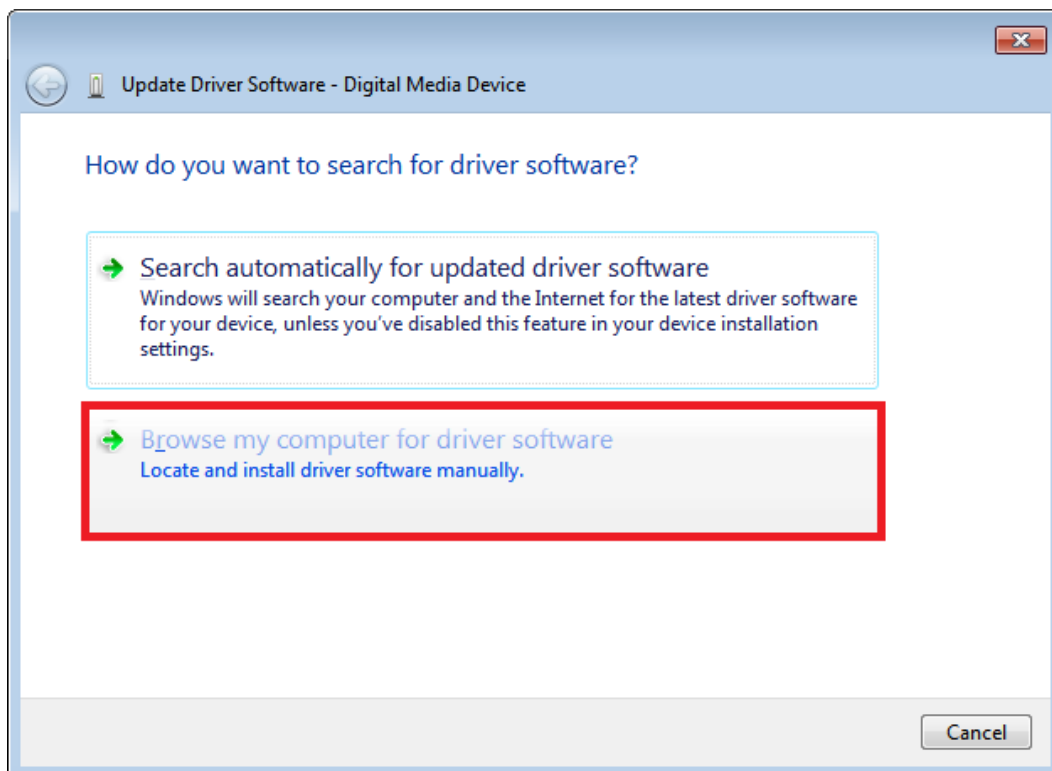 Update Driver Software - Digital Media Device
How do you want to search for driver software?
Search automatically for updated driver software
Windows will search your computer and the Internet for the latest driver software
for your device, unless you've disabled this feature in your device installation
settings.
Browse my computer for driver software
Locate and install driver software manually.
Cancel